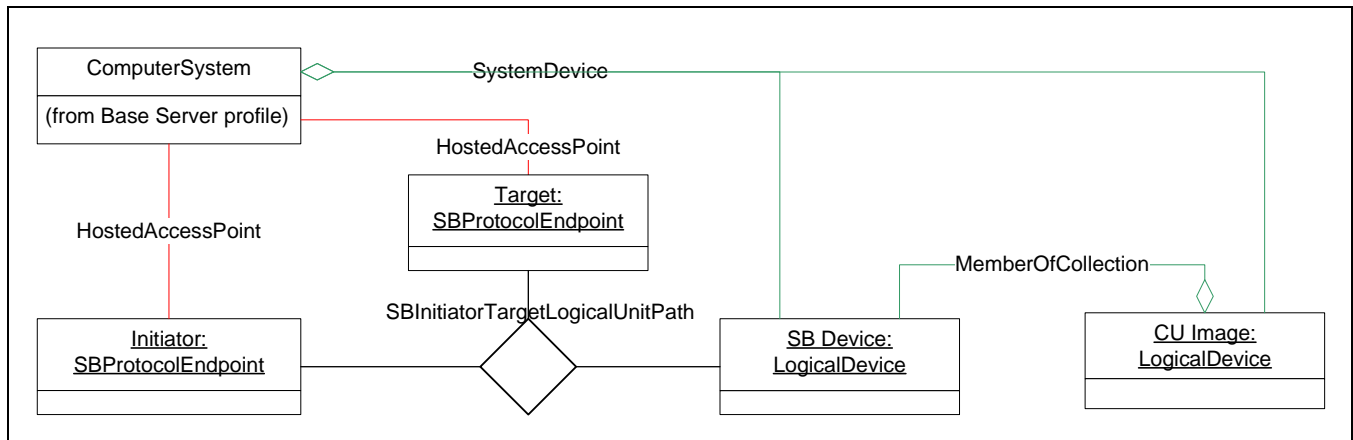 ComputerSystem
(from Base Server profile)
SystemDevice
HostedAccessPoint
Target:
SBProtocolEndpoint
HostedAccessPoint
MemberOfCollection
SBInitiatorTargetLogicalUnitPath
Initiator:
SBProtocolEndpoint
SB Device:
LogicalDevice
CU Image:
LogicalDevice